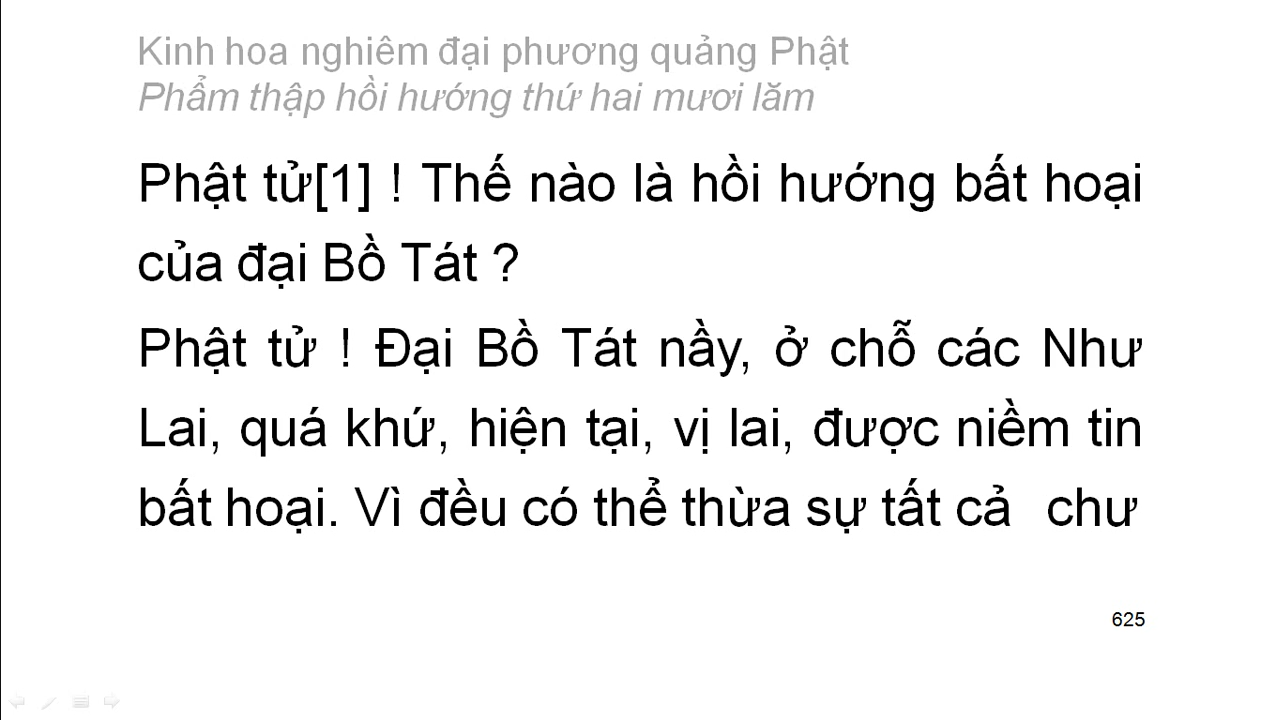 Kinh hoa nghiêm đại phương quảng Phật
Phẩm thập hồi hướng thứ hai mươi lăm
Phật tử[1] ! Thế nào là hồi hướng bất hoại
của đại Bồ Tát ?
Phật tử ! Đại Bồ Tát nầy, ở chỗ các Như
Lai, quá khứ, hiện tại, vị lai, được niềm tin
bất hoại. Vì đều có thể thừa sự tất cả chư
625